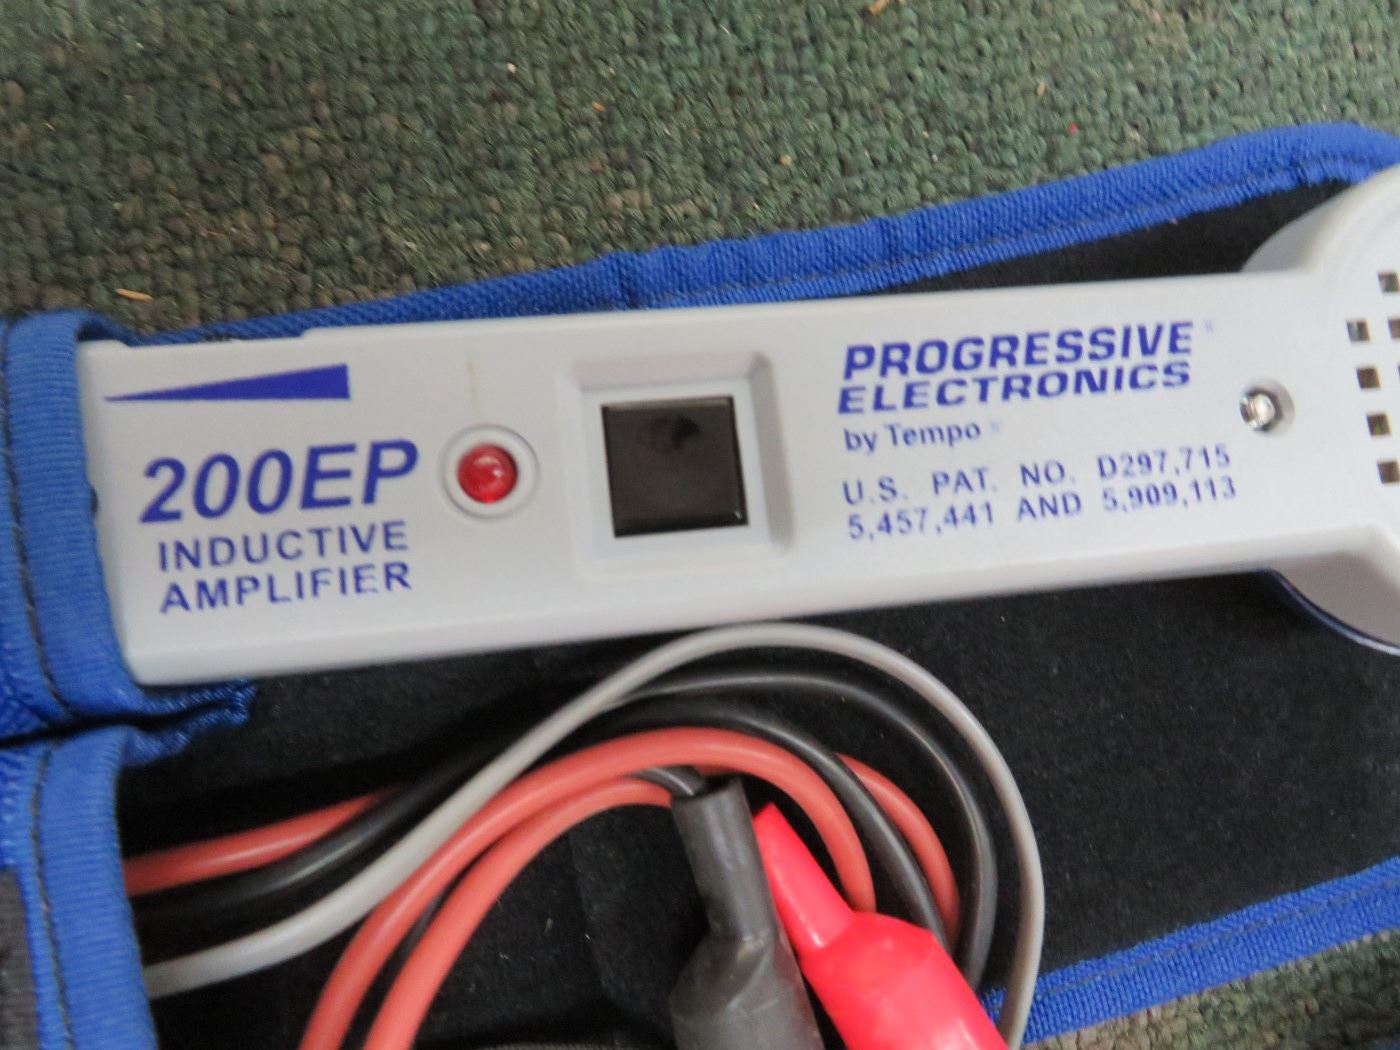 200EP
INDUCTIVE
AMPLIFIER
PROGRESSIVE®
ELECTRONICS
by Tempo®
U.S. PAT. NO. D297,715
5,457,441 AND 5,909,113